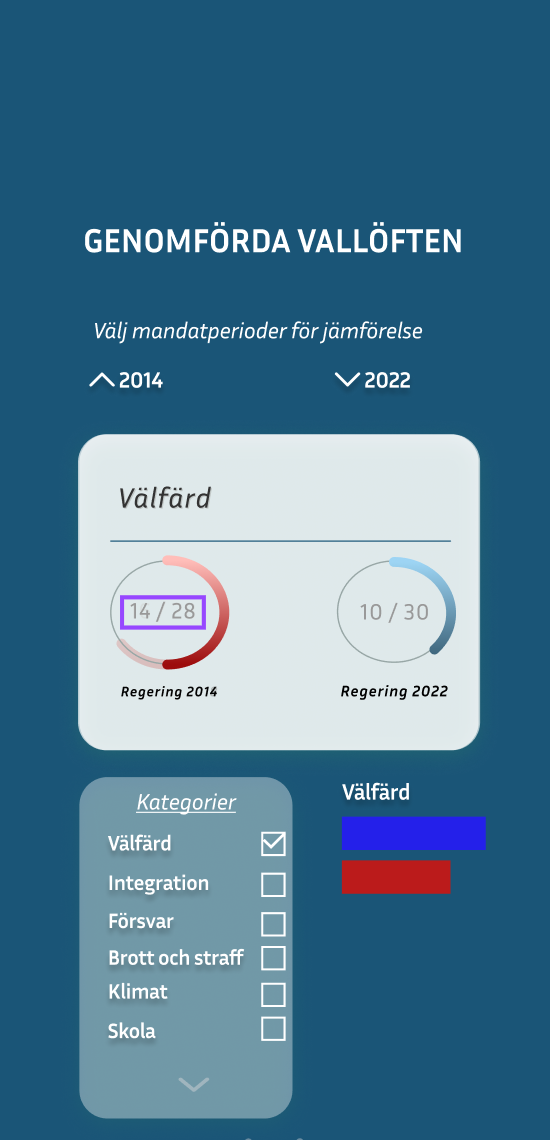 GENOMFÖRDA VALLÖFTEN
Välj mandatperioder för jämförelse
2014
2022
Välfärd
14 / 28
10 / 30
Regering 2014
Regering 2022
Kategorier
Välfärd
Integration
Försvar
Brott och straff
Klimat
Skola
Välfärd